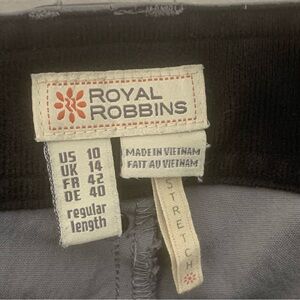 ROYAL
ROBBINS
US 10
UK 14
FR 42
DE 40
regular
length
MADE IN VIETNAM
FAIT AU VIETNAM
STRETCH